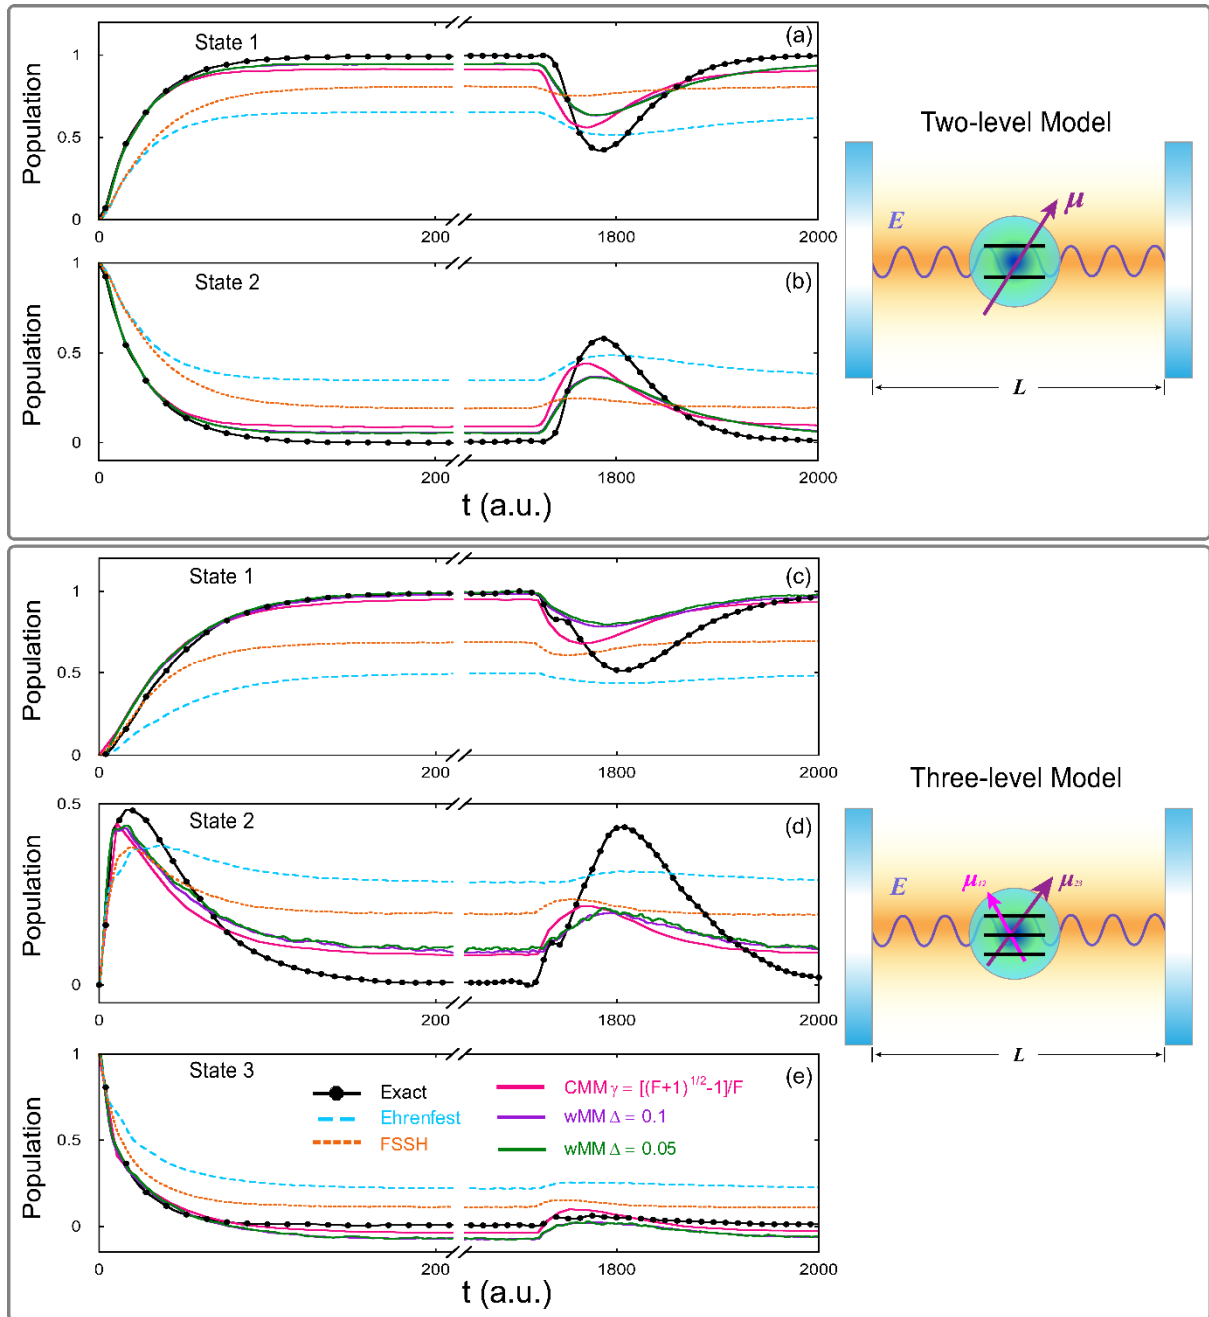 State 1
(a)
Population
1
0.5
0
0
200
1800
2000
State 2
(b)
Population
1
0.5
0
0
200
1800
2000
t (a.u.)
Two-level Model
E
μ
L
State 1
(c)
Population
1
0.5
0
0
200
1800
2000
State 2
(d)
Population
0.5
0
0
200
1800
2000
State 3
(e)
Population
1
0.5
0
0
200
1800
2000
t (a.u.)
Exact
Ehrenfest
FSSH
CMM γ = [(F+1)^{1/2}-1]/F
wMM Δ = 0.1
wMM Δ = 0.05
Three-level Model
E
μ₁₂
μ₂₃
L